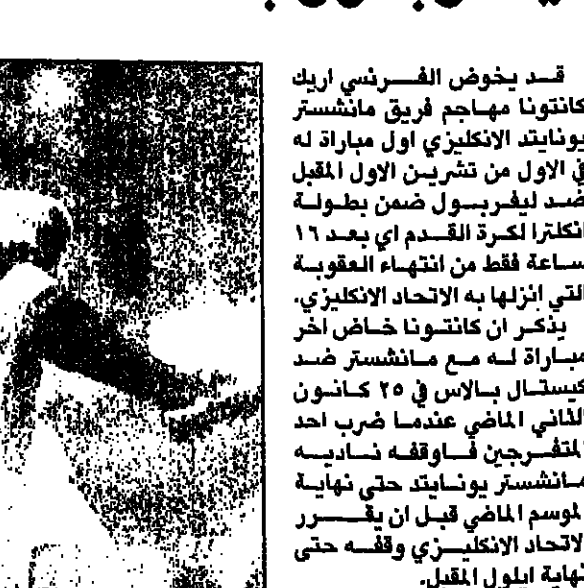 قد يخوض الفرنسي اريك
كانتونا مهاجم فريق مانشستر
يونايتد الانكليزي اول مباراة له
في الاول من تشرين الاول المقبل
ضد ليفربول ضمن بطولة
انكلترا لكرة القدم اي بعد ١٦
ساعة فقط من انتهاء العقوبة
التي انزلها به الاتحاد الانكليزي.
يذكر ان كانتونا خاض اخر
مباراة له مع مانشستر ضد
يستال بالاس في ٢٥ كانون
الثاني الماضي عندما ضرب احد
المتفرجين فاوقفه ناديه
مانشستر يونايتد حتى نهاية
لموسم الماضي قبل ان يقرر
لاتحاد الانكليزي وقفه حتى
نهاية ايلول المقبل.